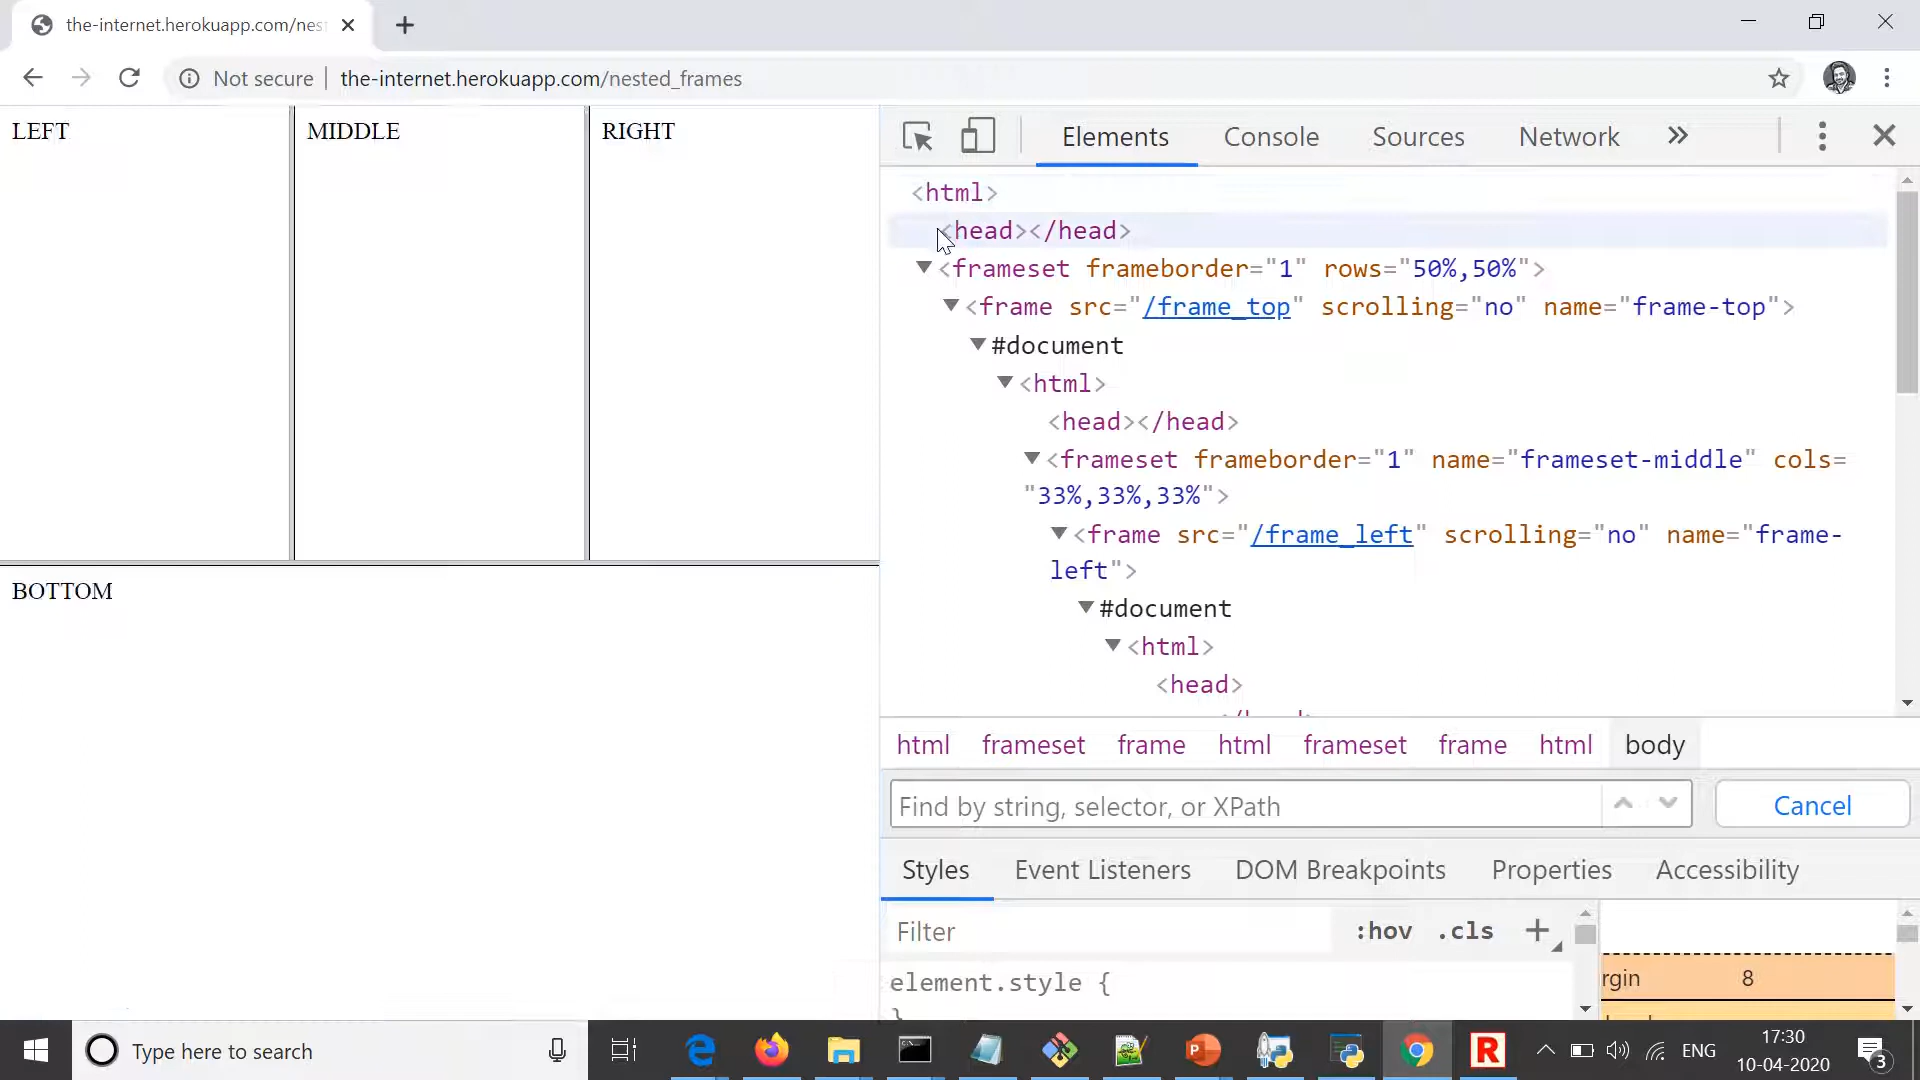 the-internet.herokuapp.com/nes
Not secure
the-internet.herokuapp.com/nested_frames
LEFT
MIDDLE
RIGHT
BOTTOM
Elements Console Sources Network »
<html>
<head></head>
<frameset frameborder="1" rows="50%,50%">
<frame src="/frame_top" scrolling="no" name="frame-top">
#document
<html>
<head></head>
<frameset frameborder="1" name="frameset-middle" cols=
"33%,33%,33%">
<frame src="/frame_left" scrolling="no" name="frame-
left">
#document
<html>
<head>
html frameset frame html frameset frame html body
Find by string, selector, or XPath
Cancel
Styles Event Listeners DOM Breakpoints Properties Accessibility
Filter :hov .cls +
element.style {
}
rgin 8
Type here to search
R
ENG
17:30
10-04-2020
3